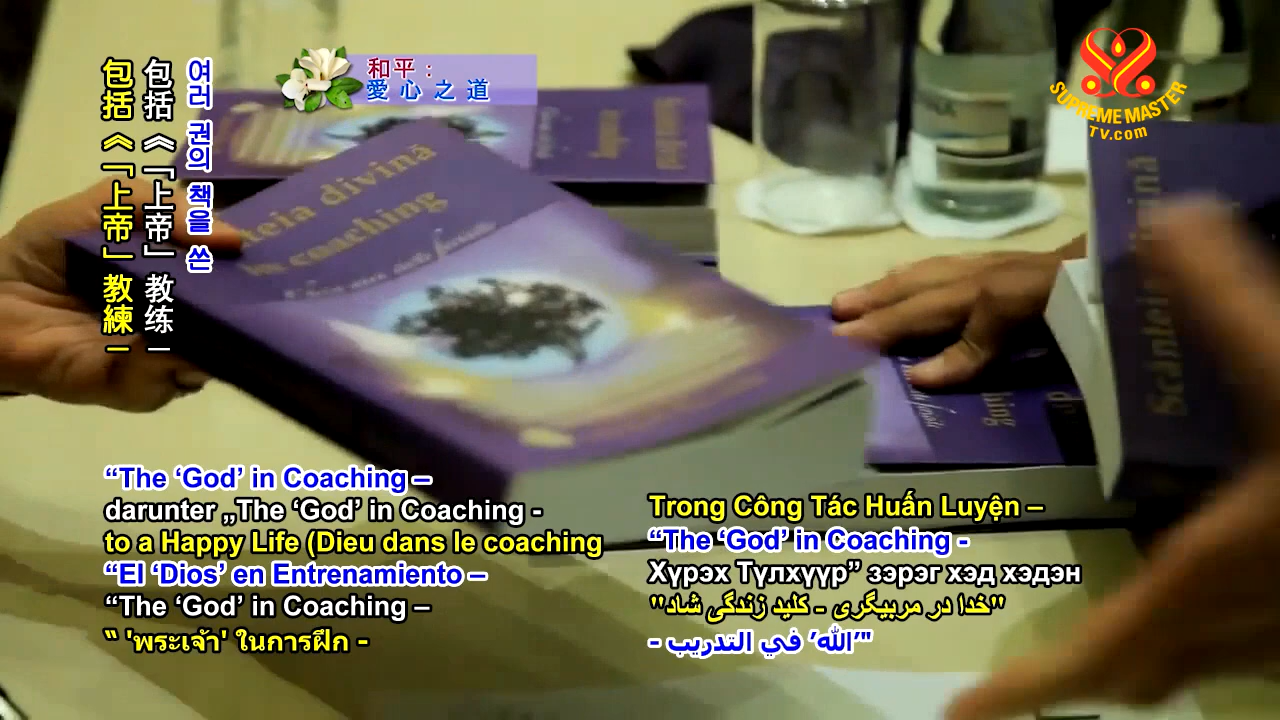 和平：
愛心之道
SUPREME MASTER
TV.com
여러 권의 책을 쓴
包括《「上帝」教练－
包括《「上帝」教練－
divină
in coaching
Scânteia divină
“The ‘God’ in Coaching –
darunter „The ‘God’ in Coaching -
to a Happy Life (Dieu dans le coaching
“El ‘Dios’ en Entrenamiento –
“The ‘God’ in Coaching –
“ 'พระเจ้า' ในการฝึก -
Trong Công Tác Huấn Luyện –
“The ‘God’ in Coaching -
Хүрэх Түлхүүр” зэрэг хэд хэдэн
"خدا در مربیگری - کلید زندگی شاد"
"’الله’ في التدريب -